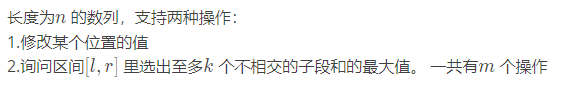 长度为n 的数列，支持两种操作：
1.修改某个位置的值
2.询问区间[l, r] 里选出至多k 个不相交的子段和的最大值。 一共有m 个操作